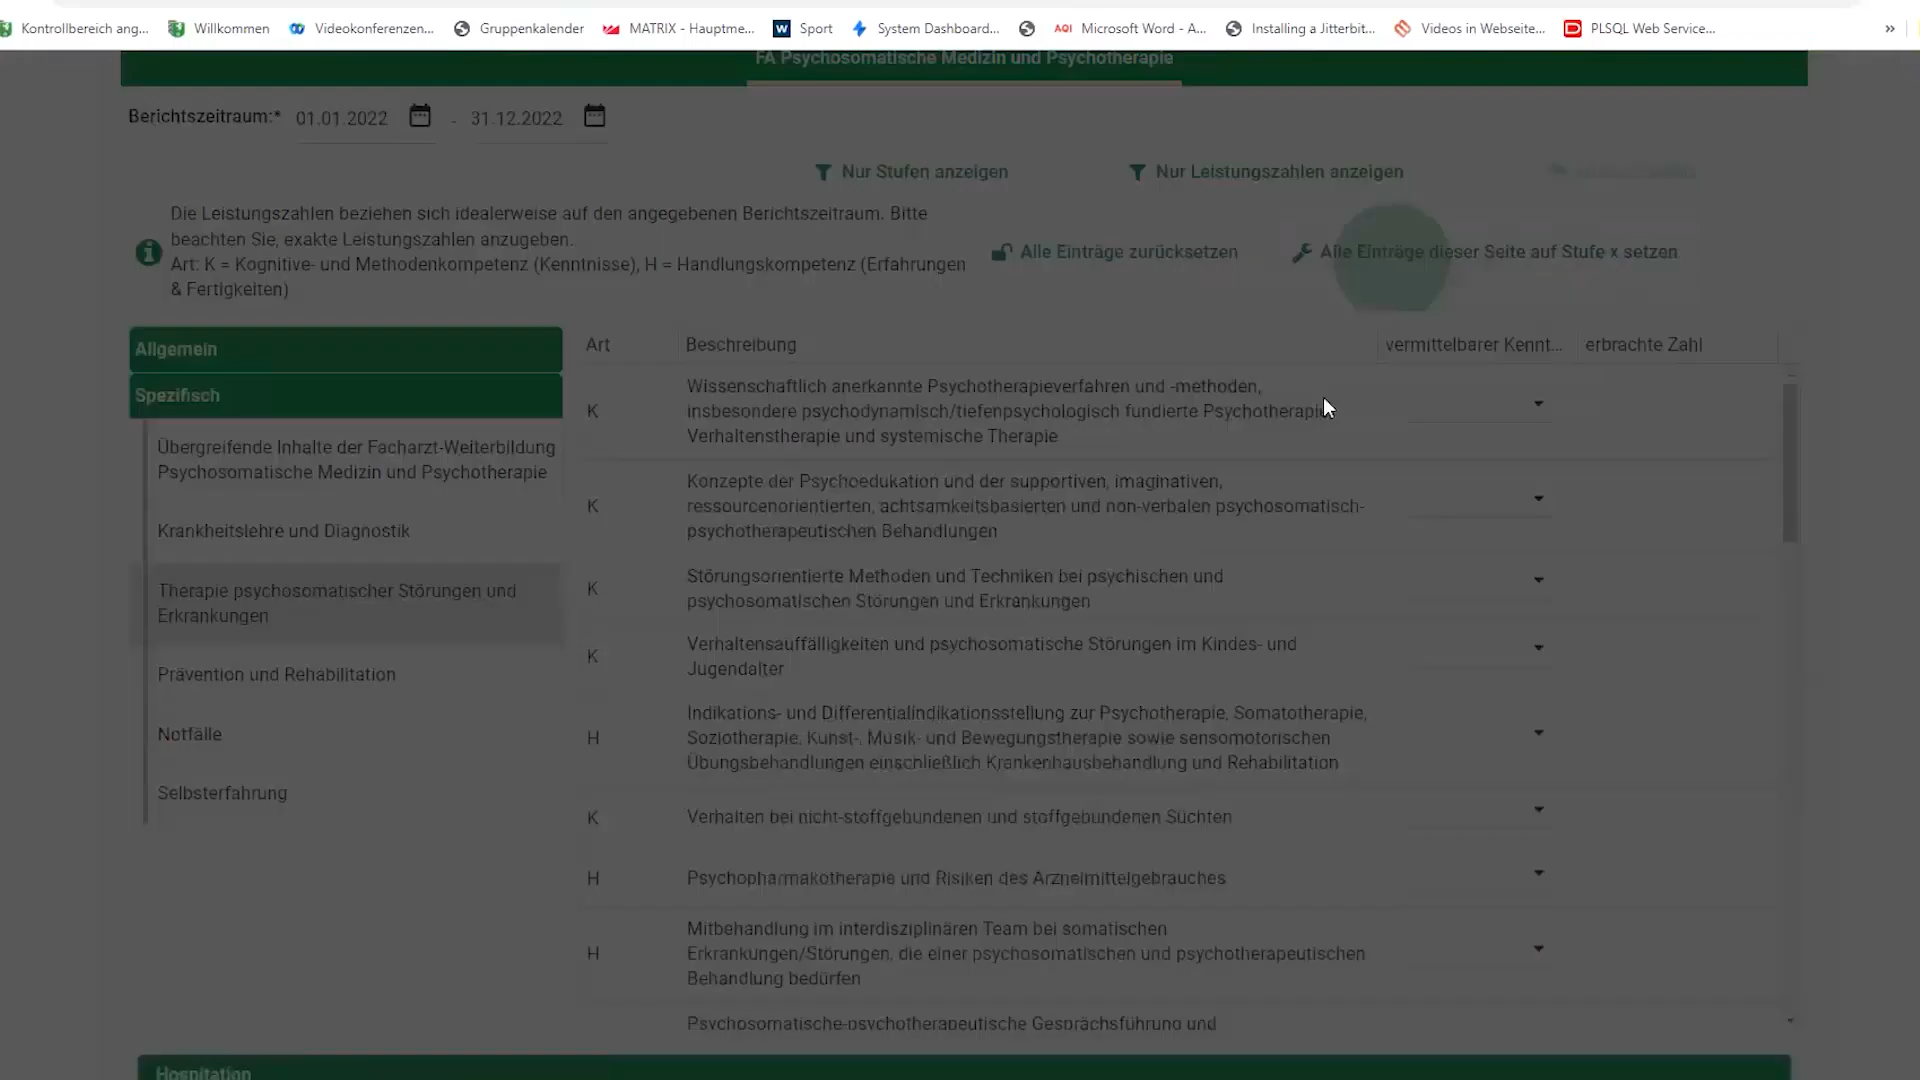 Kontrollbereich ang...
Willkommen
Videokonferenzen...
Gruppenkalender
MATRIX - Hauptme...
W Sport
System Dashboard...
AQI Microsoft Word - A...
Installing a Jitterbit...
Videos in Webseite...
PLSQL Web Service...
»
FA Psychosomatische Medizin und Psychotherapie
Berichtszeitraum:* 01.01.2022 - 31.12.2022
Nur Stufen anzeigen
Nur Leistungszahlen anzeigen
Die Leistungszahlen beziehen sich idealerweise auf den angegebenen Berichtszeitraum. Bitte
beachten Sie, exakte Leistungszahlen anzugeben.
Art: K = Kognitive- und Methodenkompetenz (Kenntnisse), H = Handlungskompetenz (Erfahrungen
& Fertigkeiten)
Alle Einträge zurücksetzen
Alle Einträge dieser Seite auf Stufe x setzen
Allgemein
Spezifisch
Übergreifende Inhalte der Facharzt-Weiterbildung
Psychosomatische Medizin und Psychotherapie
Krankheitslehre und Diagnostik
Therapie psychosomatischer Störungen und
Erkrankungen
Prävention und Rehabilitation
Notfälle
Selbsterfahrung
Art
Beschreibung
vermittelbarer Kennt...
erbrachte Zahl
K
Wissenschaftlich anerkannte Psychotherapieverfahren und -methoden,
insbesondere psychodynamisch/tiefenpsychologisch fundierte
Verhaltenstherapie und systemische Therapie
K
Konzepte der Psychoedukation und der supportiven, imaginativen,
ressourcenorientierten, achtsamkeitsbasierten und non-verbalen psychosomatisch-
psychotherapeutischen Behandlungen
K
Störungsorientierte Methoden und Techniken bei psychischen und
psychosomatischen Störungen und Erkrankungen
K
Verhaltensauffälligkeiten und psychosomatische Störungen im Kindes- und
Jugendalter
H
Indikations- und Differentialindikationsstellung zur Psychotherapie, Somatotherapie,
Soziotherapie, Kunst-, Musik- und Bewegungstherapie sowie sensomotorischen
Übungsbehandlungen einschließlich Krankenhausbehandlung und Rehabilitation
K
Verhalten bei nicht-stoffgebundenen und stoffgebundenen Süchten
H
Psychopharmakotherapie und Risiken des Arzneimittelgebrauches
H
Mitbehandlung im interdisziplinären Team bei somatischen
Erkrankungen/Störungen, die einer psychosomatischen und psychotherapeutischen
Behandlung bedürfen
Psychosomatische-psychotherapeutische Gesprächsführung und
Hospitation